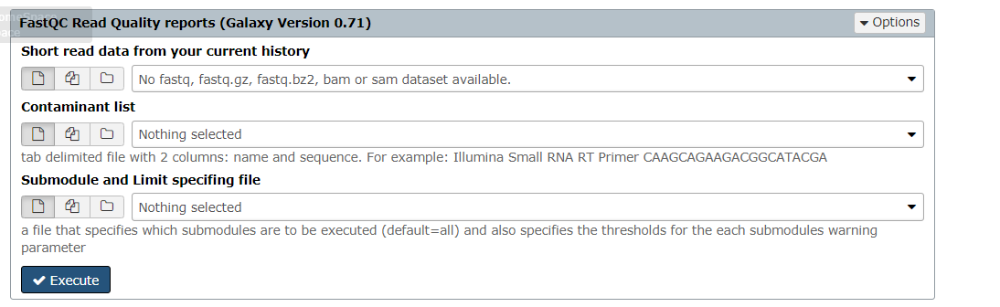 FastQC Read Quality reports (Galaxy Version 0.71)
Options
Short read data from your current history
No fastq, fastq.gz, fastq.bz2, bam or sam dataset available.
Contaminant list
Nothing selected
tab delimited file with 2 columns: name and sequence. For example: Illumina Small RNA RT Primer CAAGCAGAAGACGGCATACGA
Submodule and Limit specifing file
Nothing selected
a file that specifies which submodules are to be executed (default=all) and also specifies the thresholds for the each submodules warning
parameter
Execute